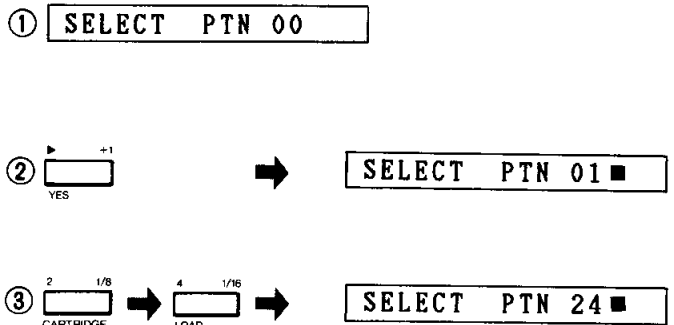 ① SELECT PTN 00
▶ +1
② SELECT PTN 01■
YES
2 1/8 4 1/16
③ SELECT PTN 24■
CARTRIDGE LOAD